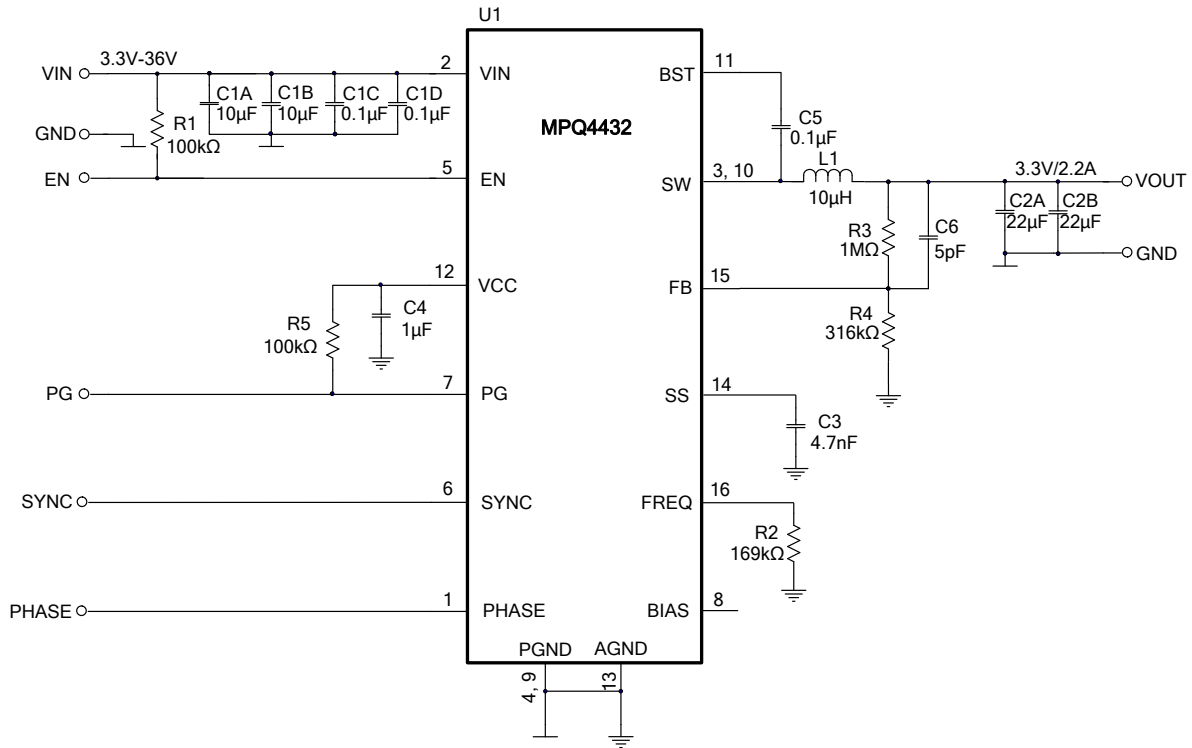 U1
VIN
3.3V-36V
2
VIN
C1A
10µF
C1B
10µF
C1C
0.1µF
C1D
0.1µF
R1
100kΩ
GND
EN
5
EN
MPQ4432
BST
11
C5
0.1µF
SW
3, 10
L1
10µH
3.3V/2.2A
VOUT
C2A
22µF
C2B
22µF
GND
R3
1MΩ
C6
5pF
FB
15
R4
316kΩ
12
VCC
C4
1µF
R5
100kΩ
PG
7
PG
SS
14
C3
4.7nF
SYNC
6
SYNC
FREQ
16
R2
169kΩ
PHASE
1
PHASE
BIAS
8
PGND
AGND
4, 9
13